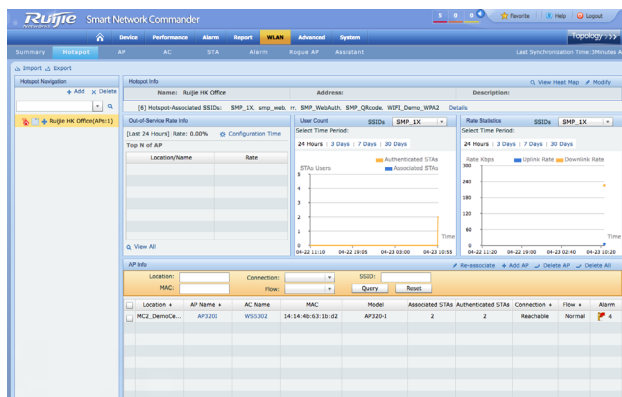 Ruijie Smart Network Commander
Networks
5 0 0 Favorite Help Logout
Device Performance Alarm Report WLAN Advanced System Topology >>>
Summary Hotspot AP AC STA Alarm Rogue AP Assistant Last Synchronization Time:3Minutes A
Import Export
Hotspot Navigation
+ Add × Delete
Ruijie HK Office(APs:1)
Hotspot Info View Heat Map Modify
Name: Ruijie HK Office Address: Description:
[6] Hotspot-Associated SSIDs: SMP_1X, smp_web, rr, SMP_WebAuth, SMP_QRcode, WIFI_Demo_WPA2 Details
Out-of-Service Rate Info
[Last 24 Hours] Rate: 0.00% Configuration Time
Top N of AP
Location/Name Rate
View All
User Count SSIDs SMP_1X
Select Time Period:
24 Hours | 3 Days | 7 Days | 30 Days
Authenticated STAs
STAs Users Associated STAs
5
4
3
2
1
0
Time
04-22 11:10 04-22 19:05 04-23 03:00 04-23 10:55
Rate Statistics SSIDs SMP_1X
Select Time Period:
24 Hours | 3 Days | 7 Days | 30 Days
Rate Kbps Uplink Rate Downlink Rate
300
240
180
120
60
0
Time
04-22 11:20 04-22 19:00 04-23 02:40 04-23 10:20
AP Info Re-associate + Add AP Delete AP Delete All
Location: Connection: SSID:
MAC: Flow: Query Reset
Location AP Name AC Name MAC Model Associated STAs Authenticated STAs Connection Flow Alarm
MC2_DemoCe... AP320I WS5302 14:14:4b:63:1b:d2 AP320-I 2 2 Reachable Normal 4